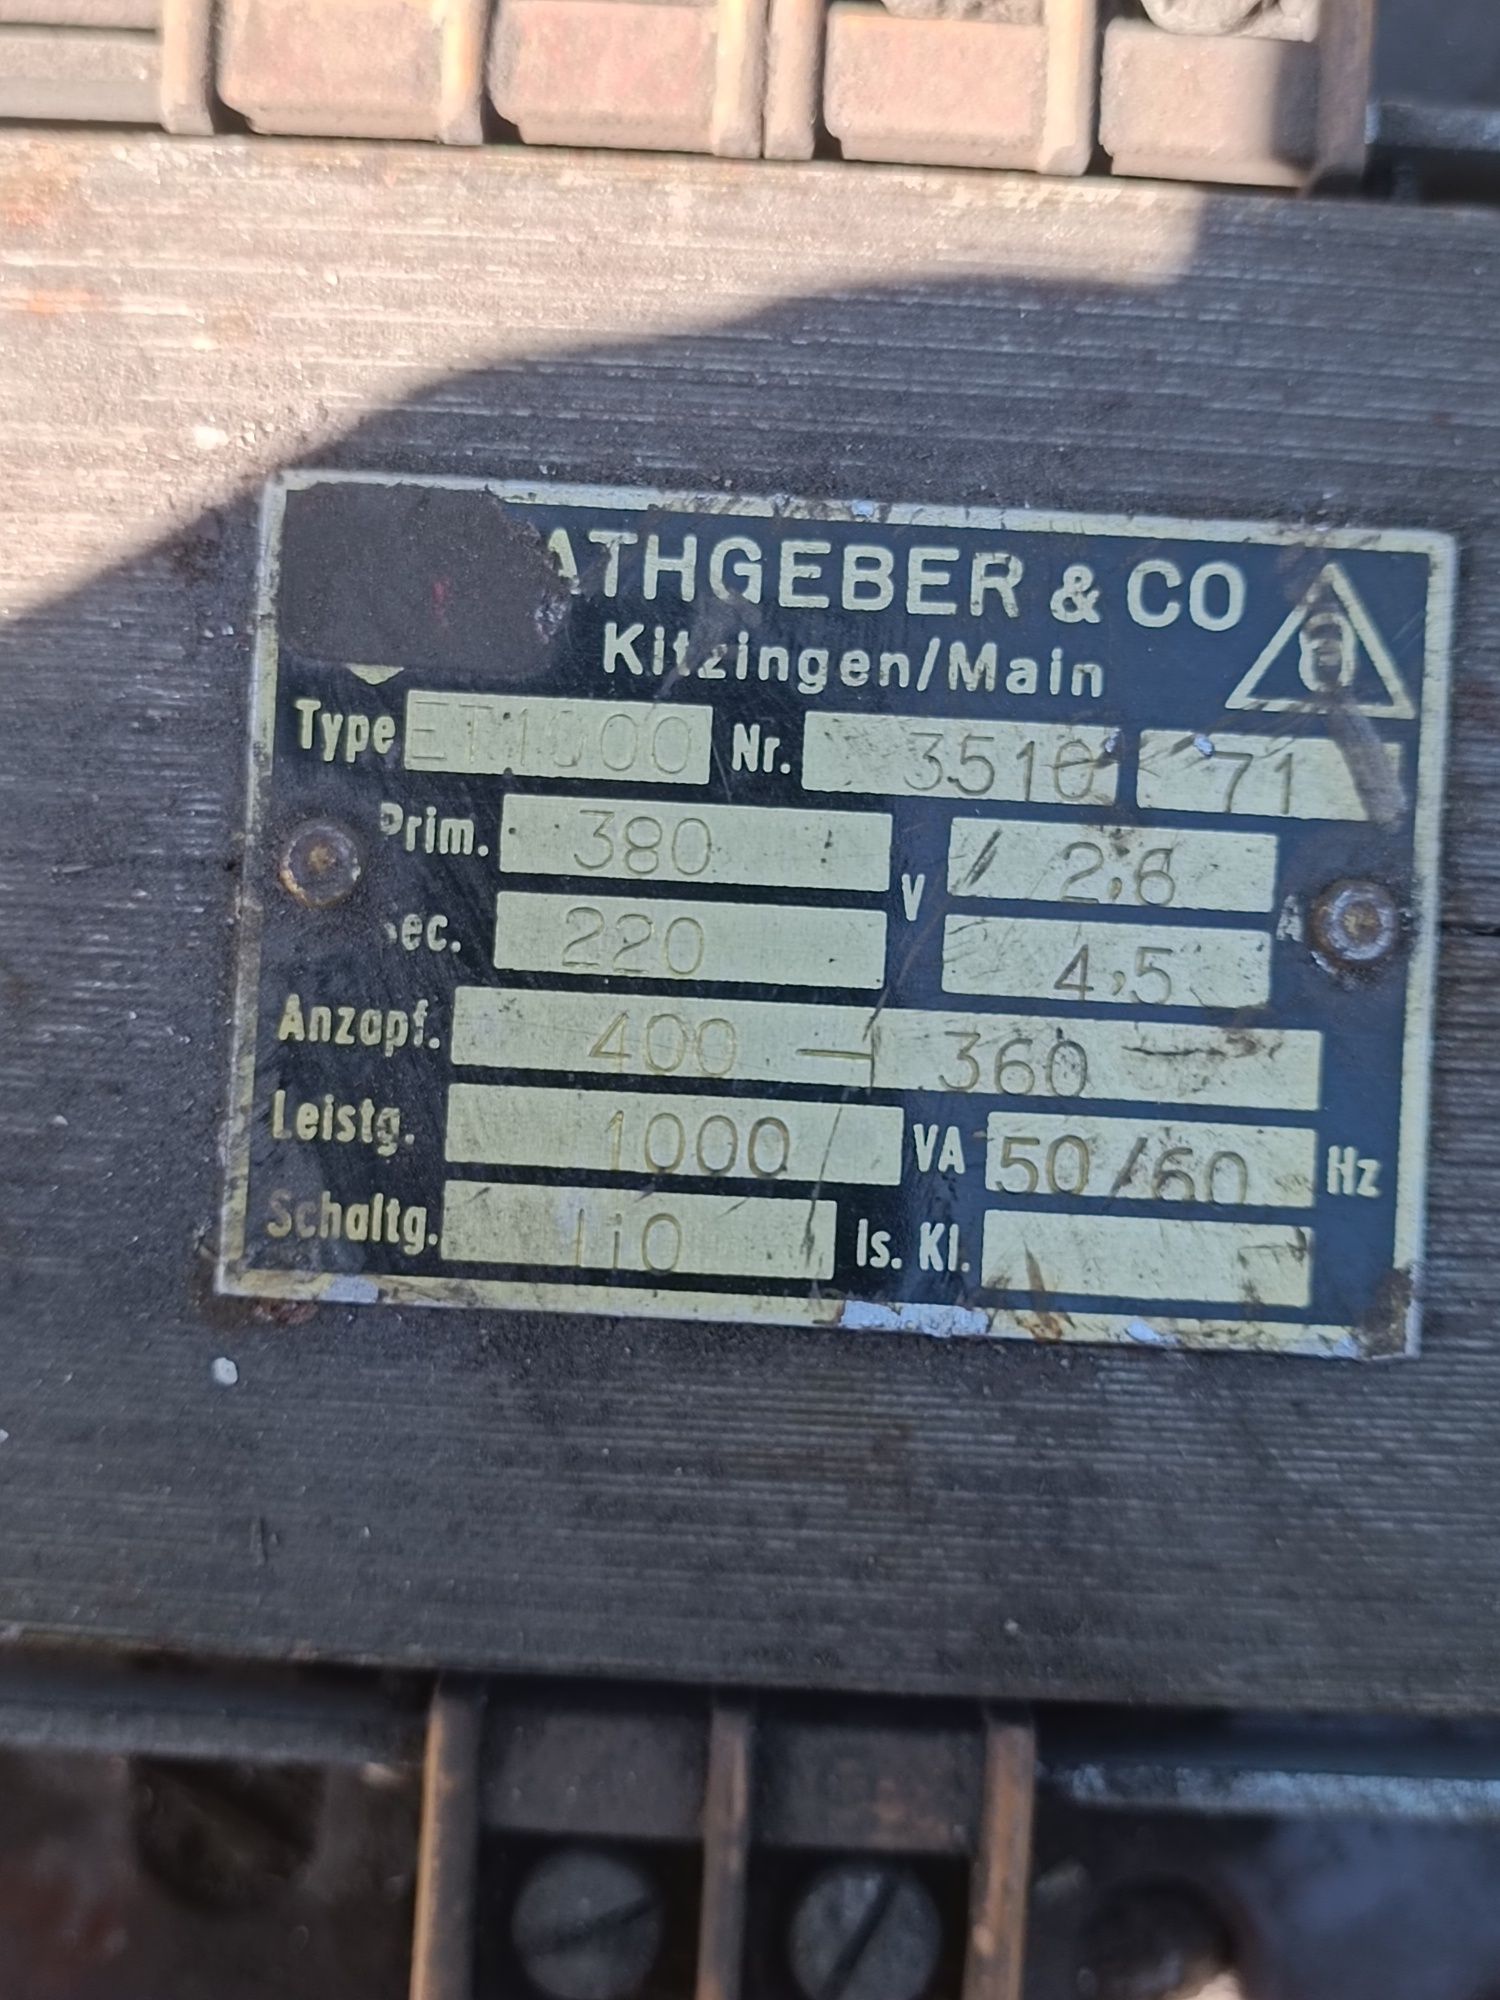 ATHGEBER & CO
Kitzingen/Main
Type ET1000 Nr. 3510 71
Prim. 380 V 2,6 A
ec. 220 4,5
Anzapf. 400 — 360
Leistg. 1000 VA 50/60 Hz
Schaltg. IiO Is. Kl.